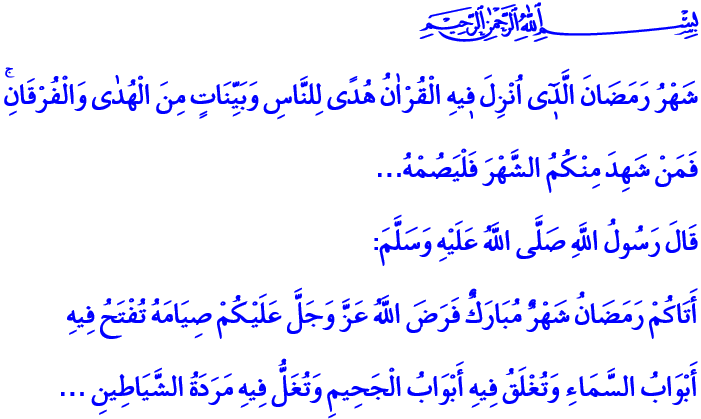 بِسْمِ اللّٰهِ الرَّحْمٰنِ الرَّحِيمِ
شَهْرُ رَمَضَانَ الَّذٖٓى اُنْزِلَ فٖيهِ الْقُرْاٰنُ هُدًى لِلنَّاسِ وَبَيِّنَاتٍ مِنَ الْهُدٰى وَالْفُرْقَانِۚ
فَمَنْ شَهِدَ مِنْكُمُ الشَّهْرَ فَلْيَصُمْهُ...
قَالَ رَسُولُ اللَّهِ صَلَّى اللَّهُ عَلَيْهِ وَسَلَّمَ:
أَتَاكُمْ رَمَضَانُ شَهْرٌ مُبَارَكٌ فَرَضَ اللَّهُ عَزَّ وَجَلَّ عَلَيْكُمْ صِيَامَهُ تُفْتَحُ فِيهِ
أَبْوَابُ السَّمَاءِ وَتُغْلَقُ فِيهِ أَبْوَابُ الْجَحِيمِ وَتُغَلُّ فِيهِ مَرَدَةُ الشَّيَاطِينِ ...